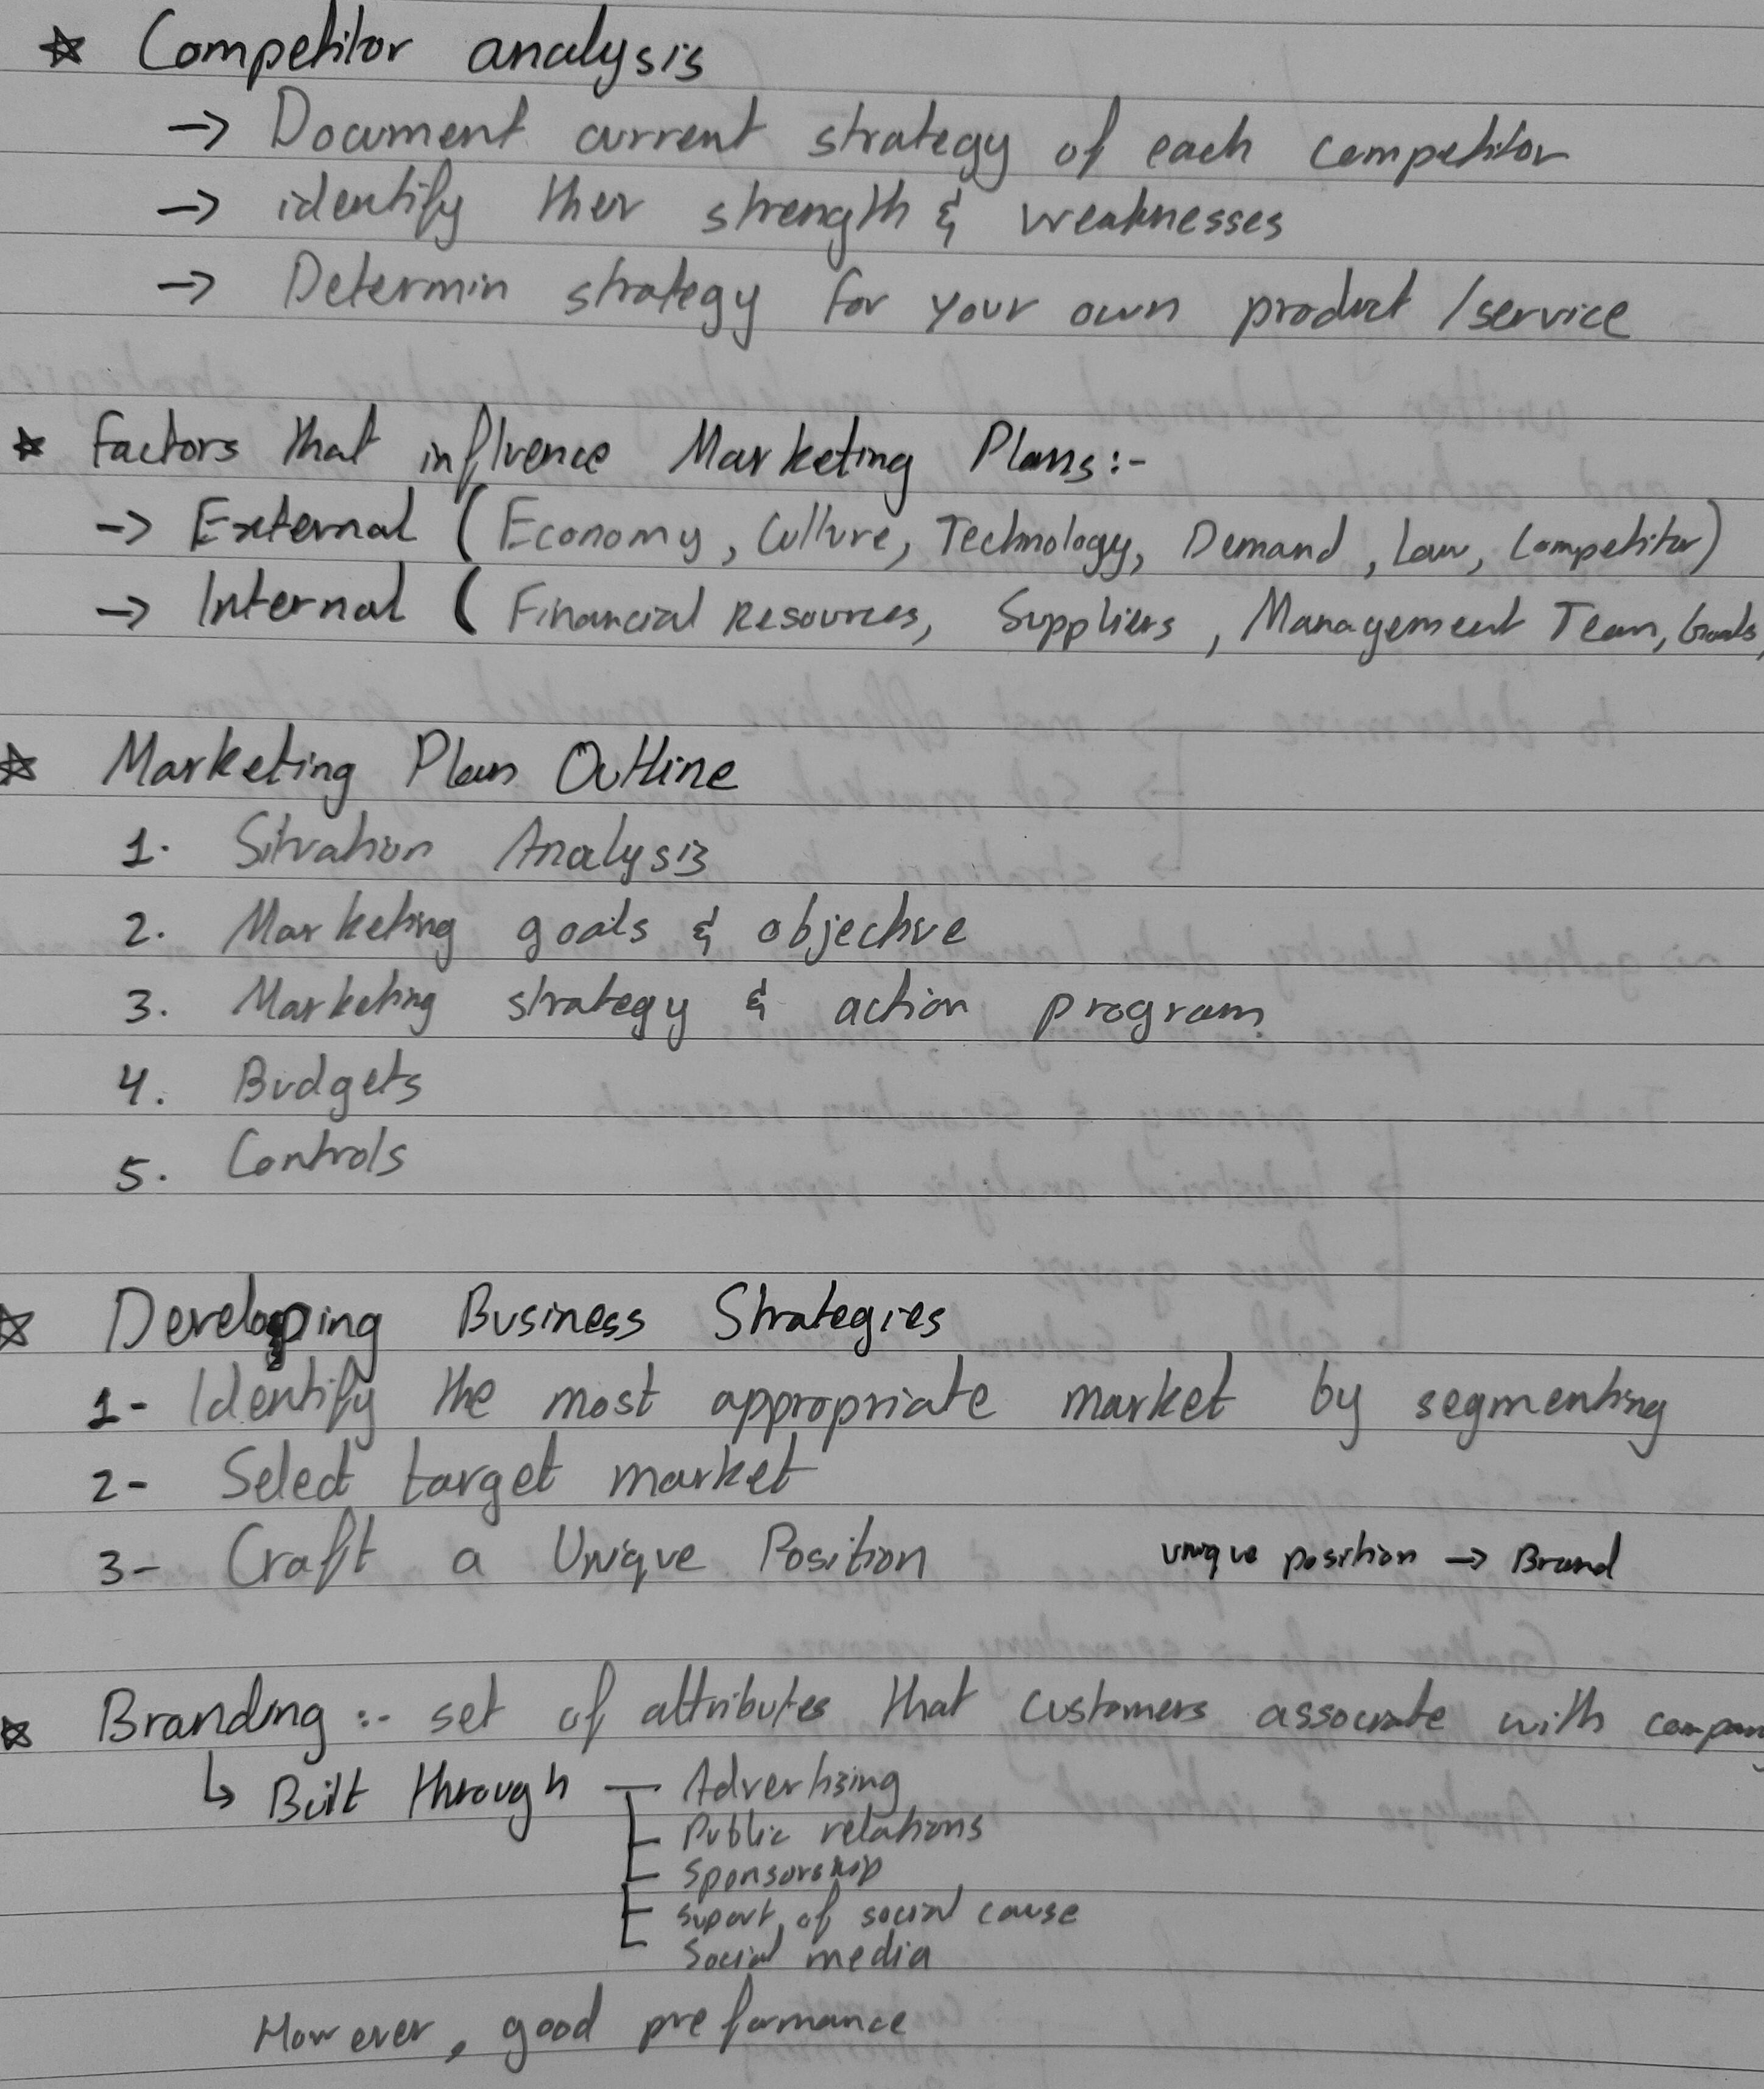 ☆ Competitor analysis
→ Document current strategy of each competitor
→ identify ther strength & weaknesses
→ Determin strategy for your own product /service
☆ Factors that influence Marketing Plans:-
→ External (Economy, Culture, Technology, Demand, Law, Competitor)
→ Internal (Financial Resources, Suppliers, Management Team, Goals,
☆ Marketing Plan Outline
1. Situation Analysis
2. Marketing goals & objective
3. Marketing strategy & action program
4. Budgets
5. Controls
☆ Developing Business Strategies
1- Identify the most appropriate market by segmenting
2- Select target market
3- Craft a Unique Position unique position → Brand
☆ Branding :- set of attributes that customers associate with company
↳ Built through — Advertising
Public relations
Sponsorship
suport of social cause
Social media
However, good preformance